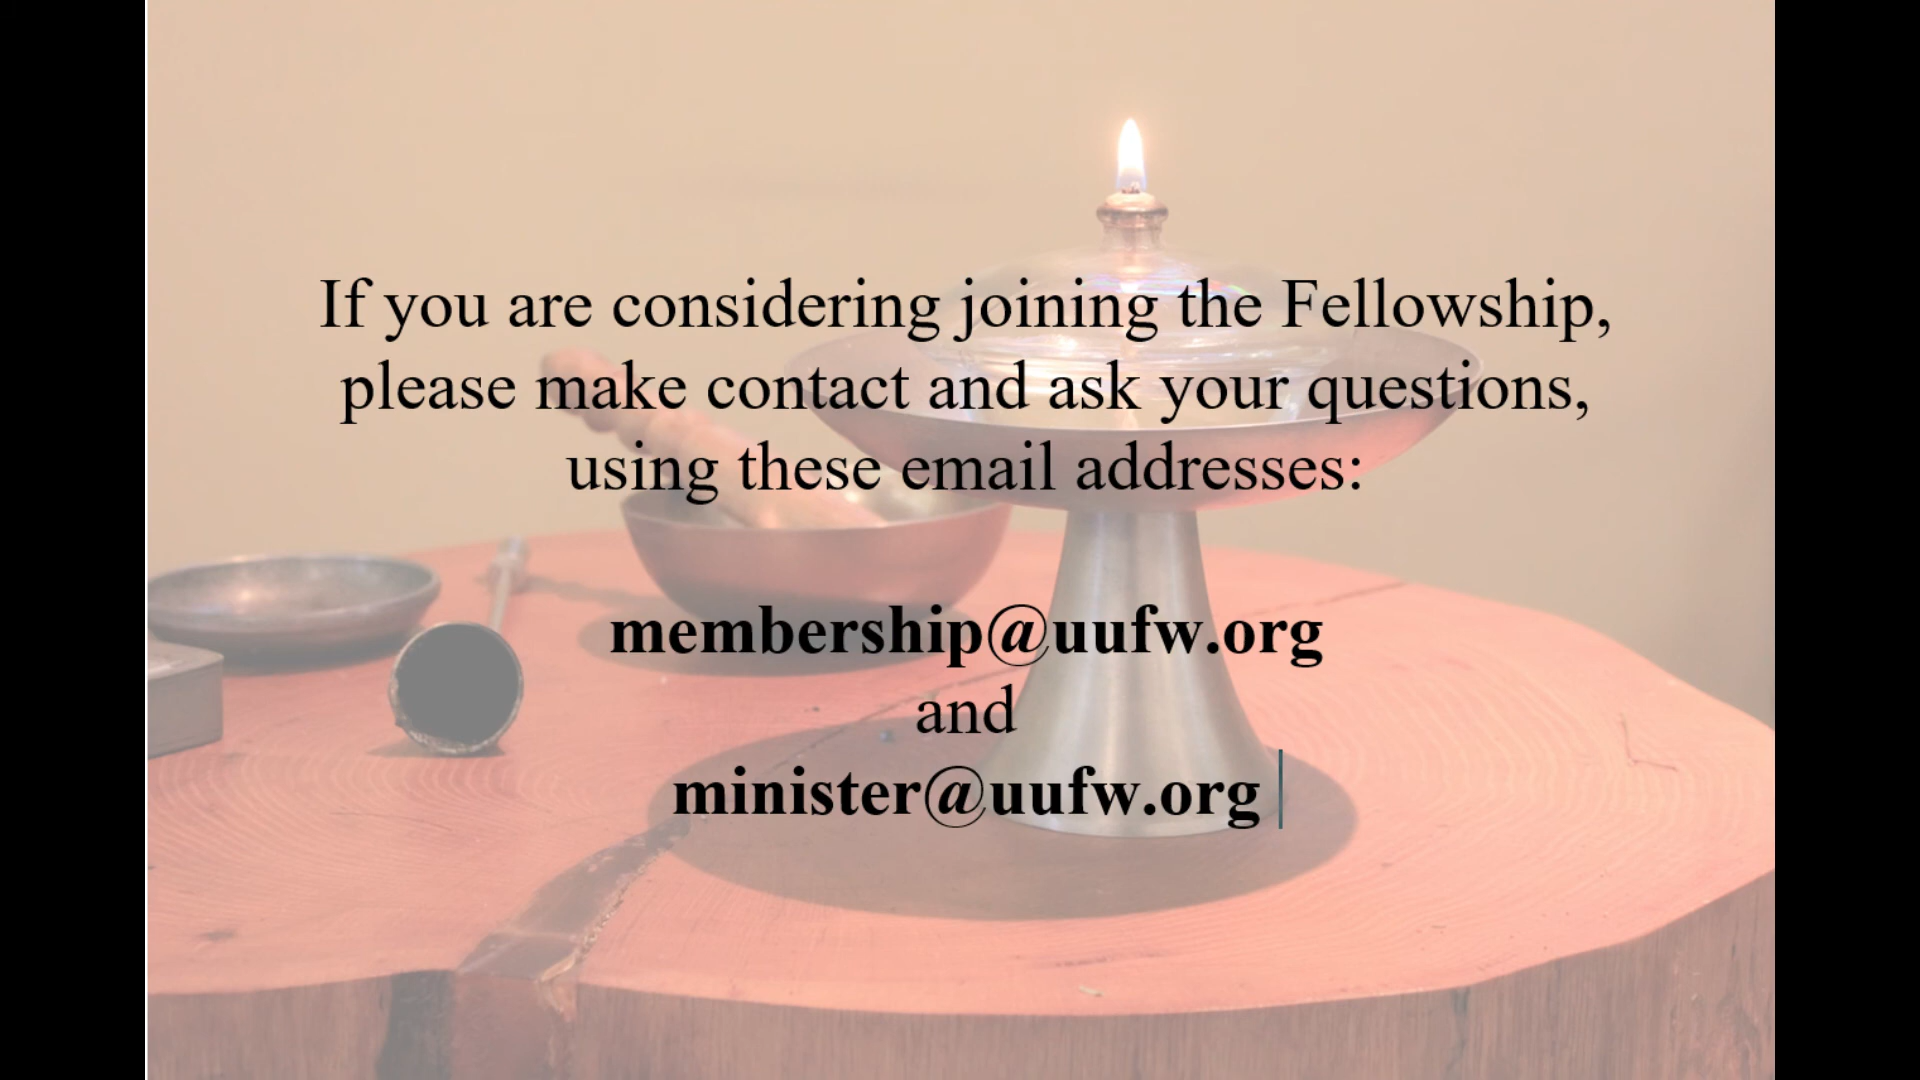 If you are considering joining the Fellowship,
please make contact and ask your questions,
using these email addresses:
membership@uufw.org
and
minister@uufw.org